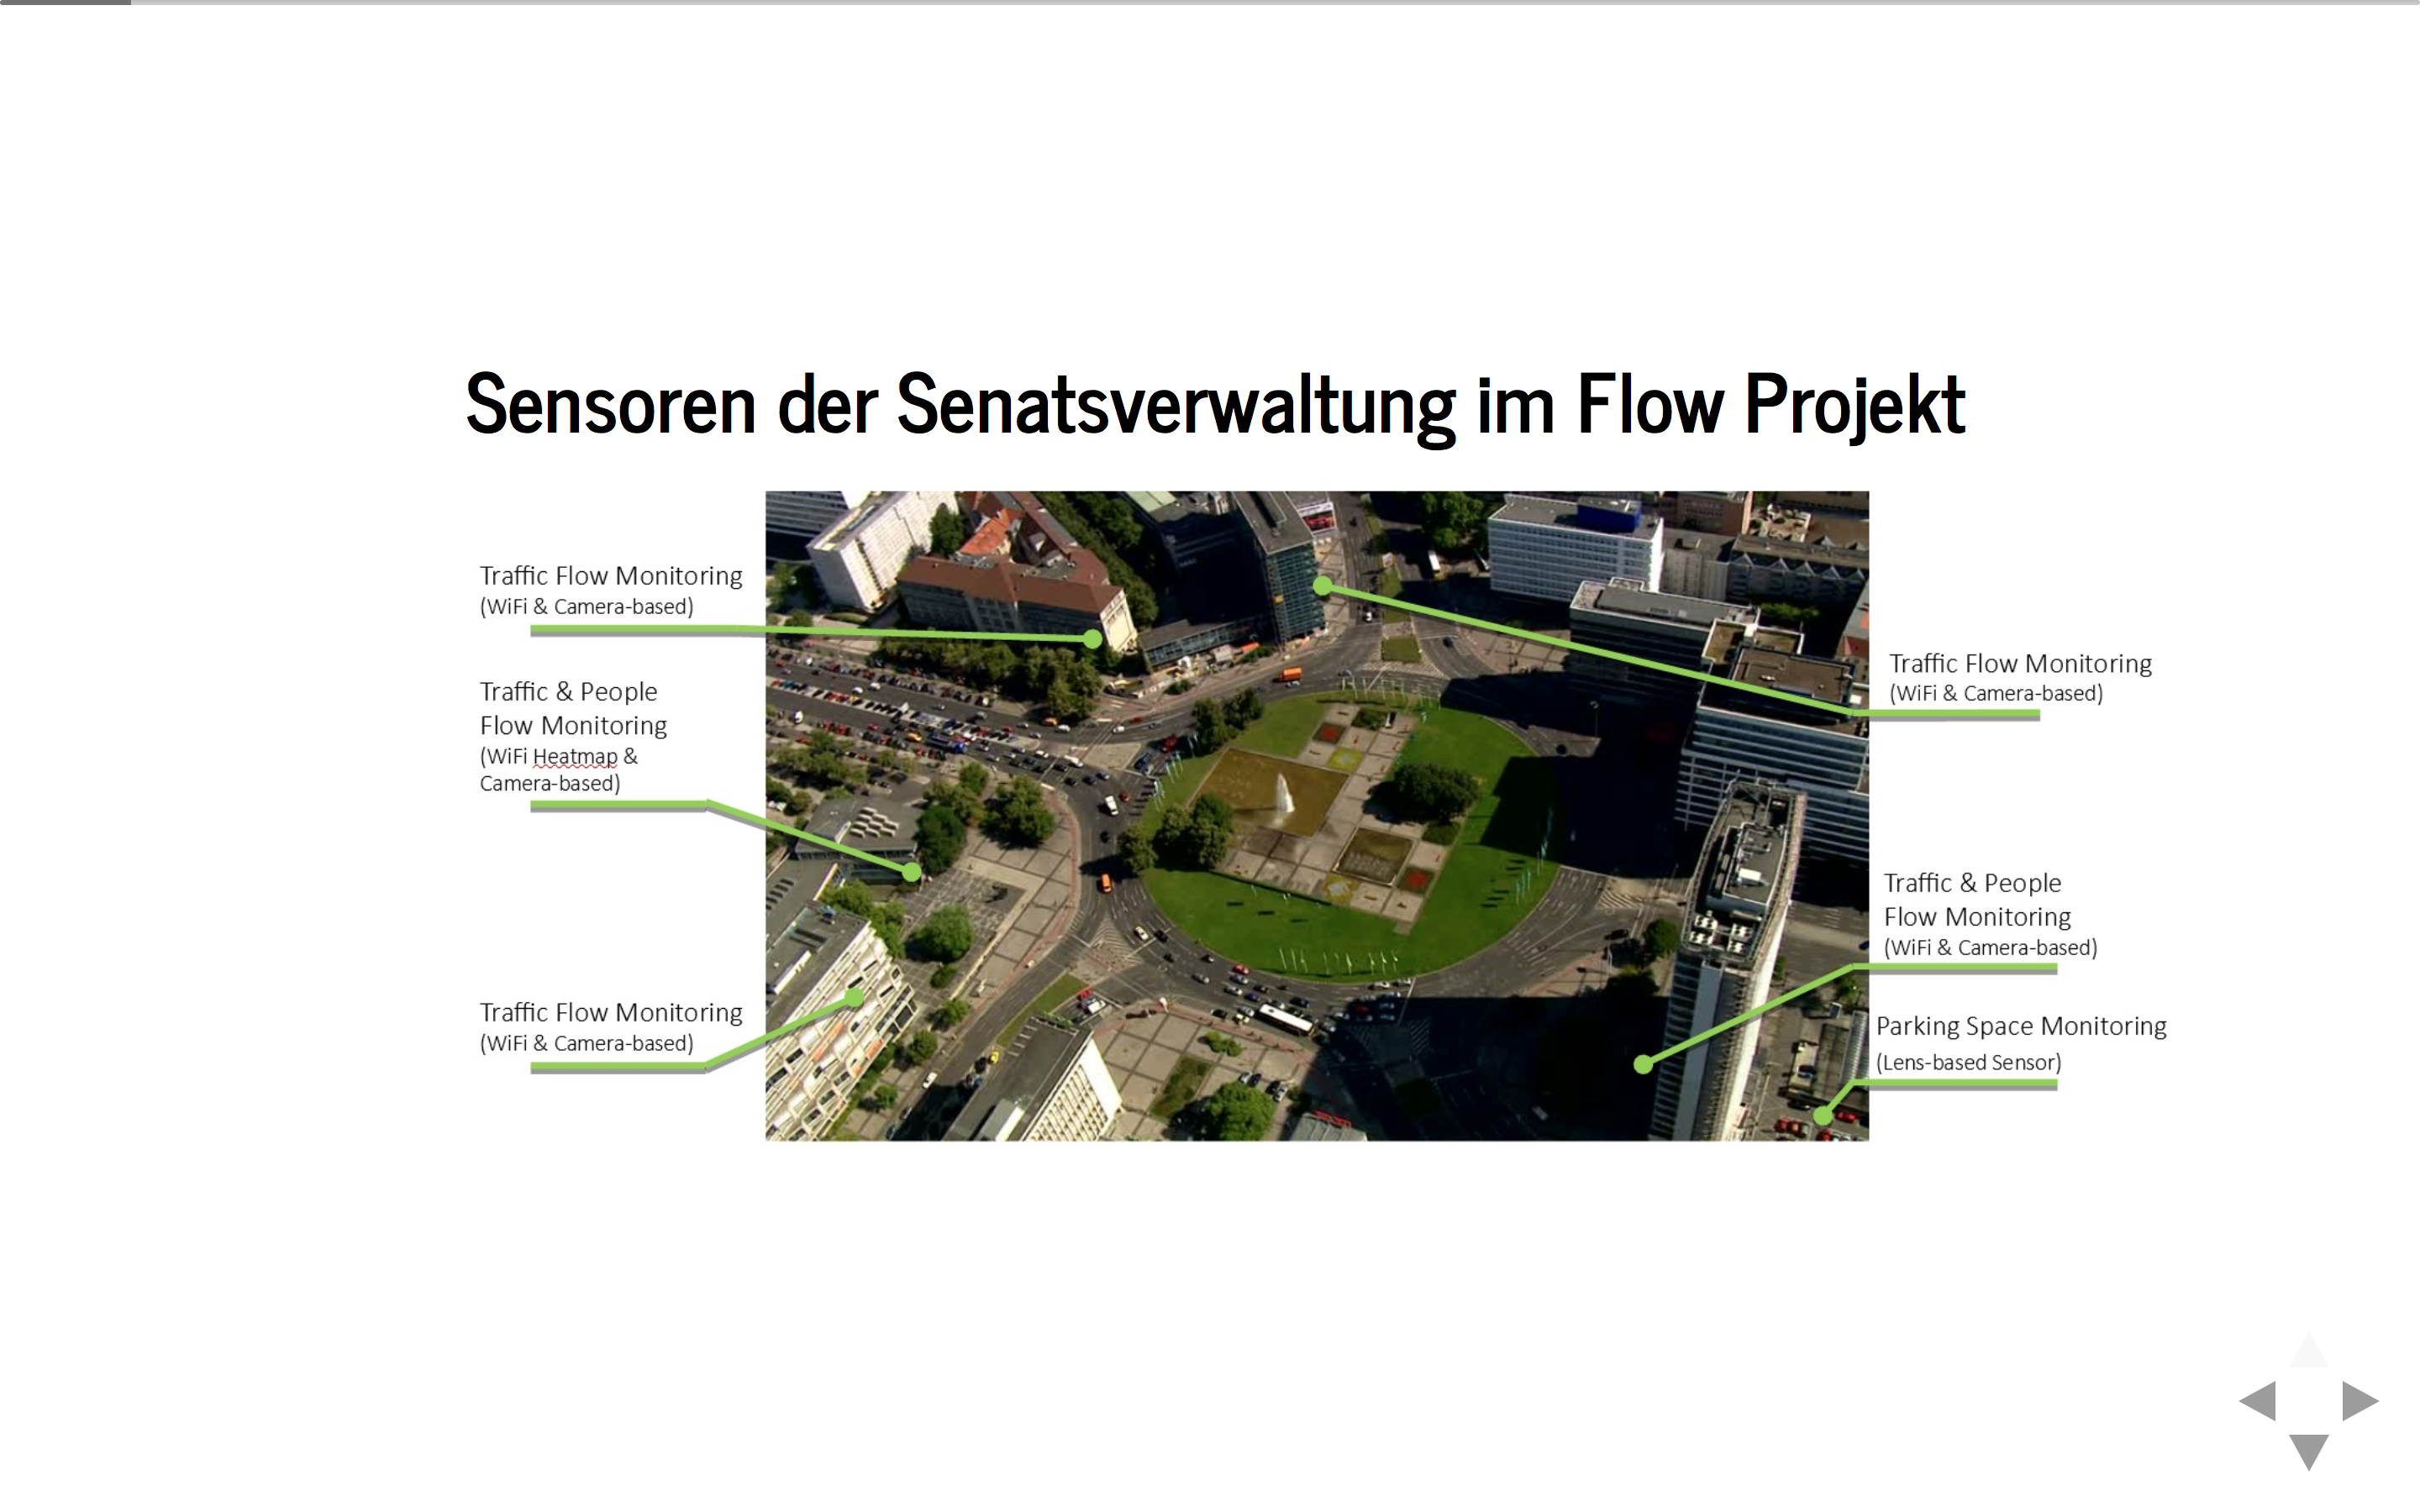 Sensoren der Senatsverwaltung im Flow Projekt
Traffic Flow Monitoring
(WiFi & Camera-based)
Traffic & People
Flow Monitoring
(WiFi Heatmap &
Camera-based)
Traffic Flow Monitoring
(WiFi & Camera-based)
Traffic Flow Monitoring
(WiFi & Camera-based)
Traffic & People
Flow Monitoring
(WiFi & Camera-based)
Parking Space Monitoring
(Lens-based Sensor)